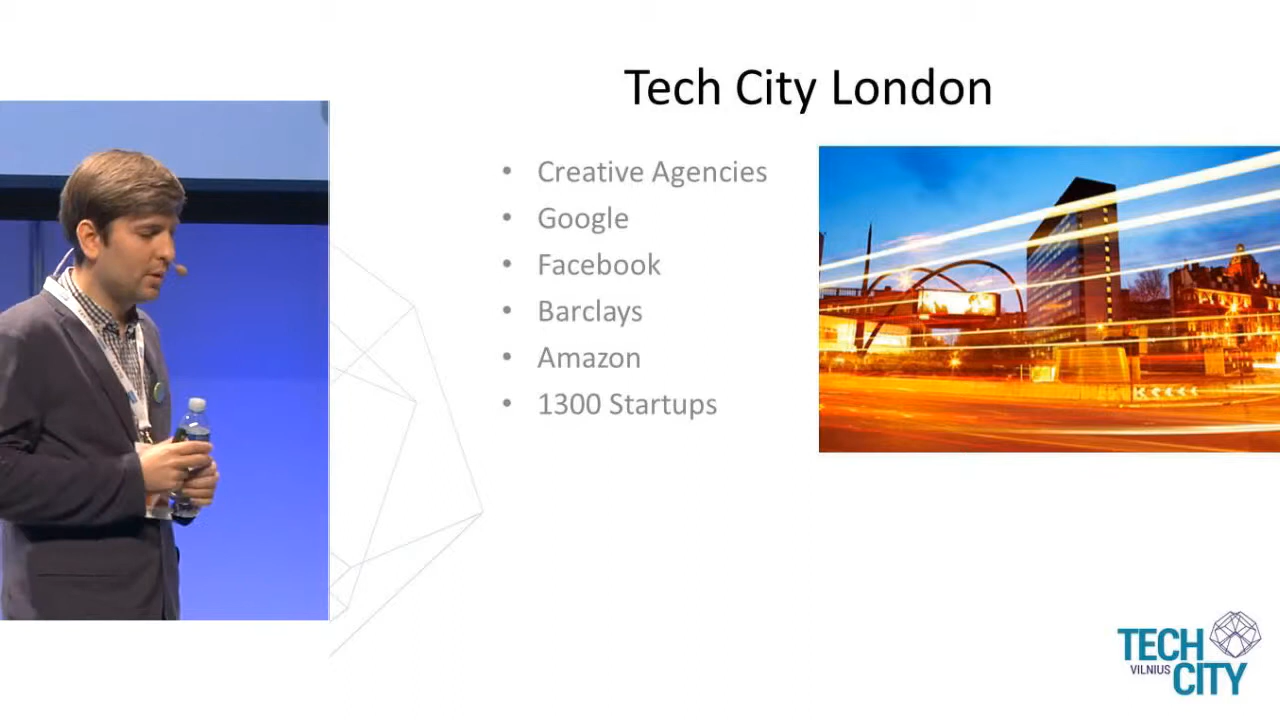 Tech City London
• Creative Agencies
• Google
• Facebook
• Barclays
• Amazon
• 1300 Startups
TECH
VILNIUS CITY